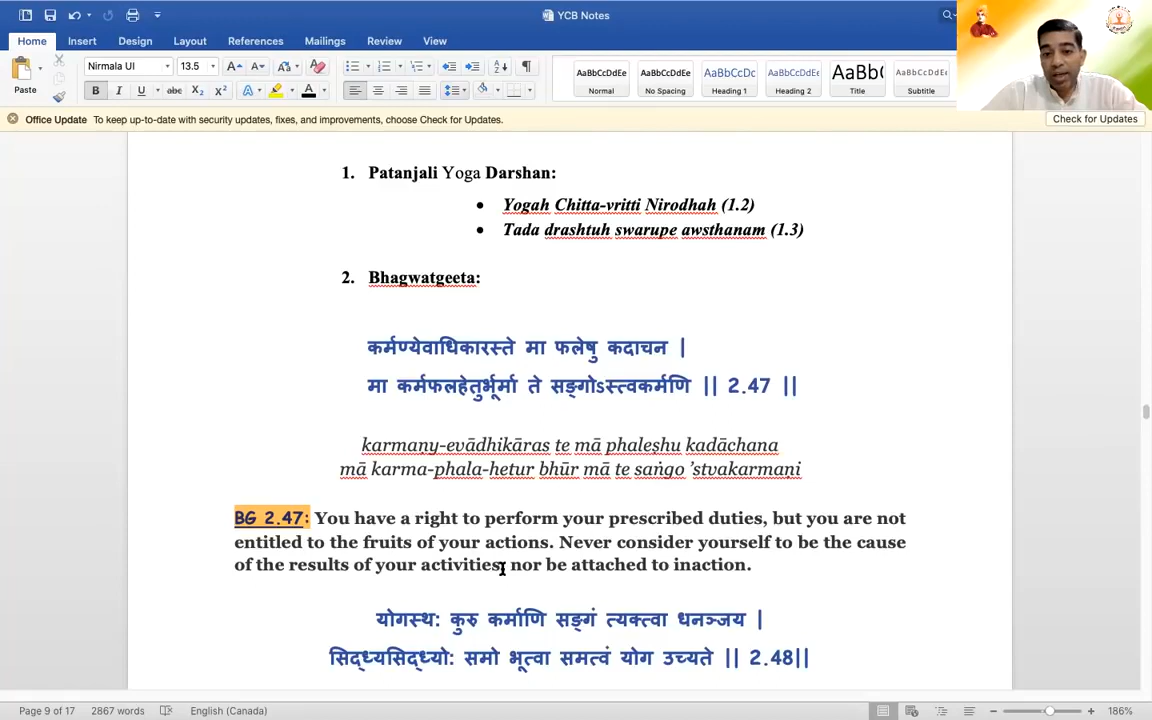 YCB Notes
Home Insert Design Layout References Mailings Review View
Paste
Nirmala UI 13.5
AaBbCcDdEe AaBbCcDdEe AaBbCcDc AaBbCcDdEe AaBb( AaBbCcDdEe
Normal No Spacing Heading 1 Heading 2 Title Subtitle
Office Update To keep up-to-date with security updates, fixes, and improvements, choose Check for Updates. Check for Updates
1. Patanjali Yoga Darshan:
• Yogah Chitta-vritti Nirodhah (1.2)
• Tada drashtuh swarupe awsthanam (1.3)
2. Bhagwatgeeta:
कर्मण्येवाधिकारस्ते मा फलेषु कदाचन |
मा कर्मफलहेतुर्भूर्मा ते सङ्गोऽस्त्वकर्मणि || 2.47 ||
karmaṇy-evādhikāras te mā phaleṣhu kadāchana
mā karma-phala-hetur bhūr mā te saṅgo 'stvakarmaṇi
BG 2.47: You have a right to perform your prescribed duties, but you are not
entitled to the fruits of your actions. Never consider yourself to be the cause
of the results of your activities, nor be attached to inaction.
योगस्थ: कुरु कर्माणि सङ्गं त्यक्त्वा धनञ्जय |
सिद्ध्यसिद्ध्यो: समो भूत्वा समत्वं योग उच्यते || 2.48||
Page 9 of 17 2867 words English (Canada) 186%